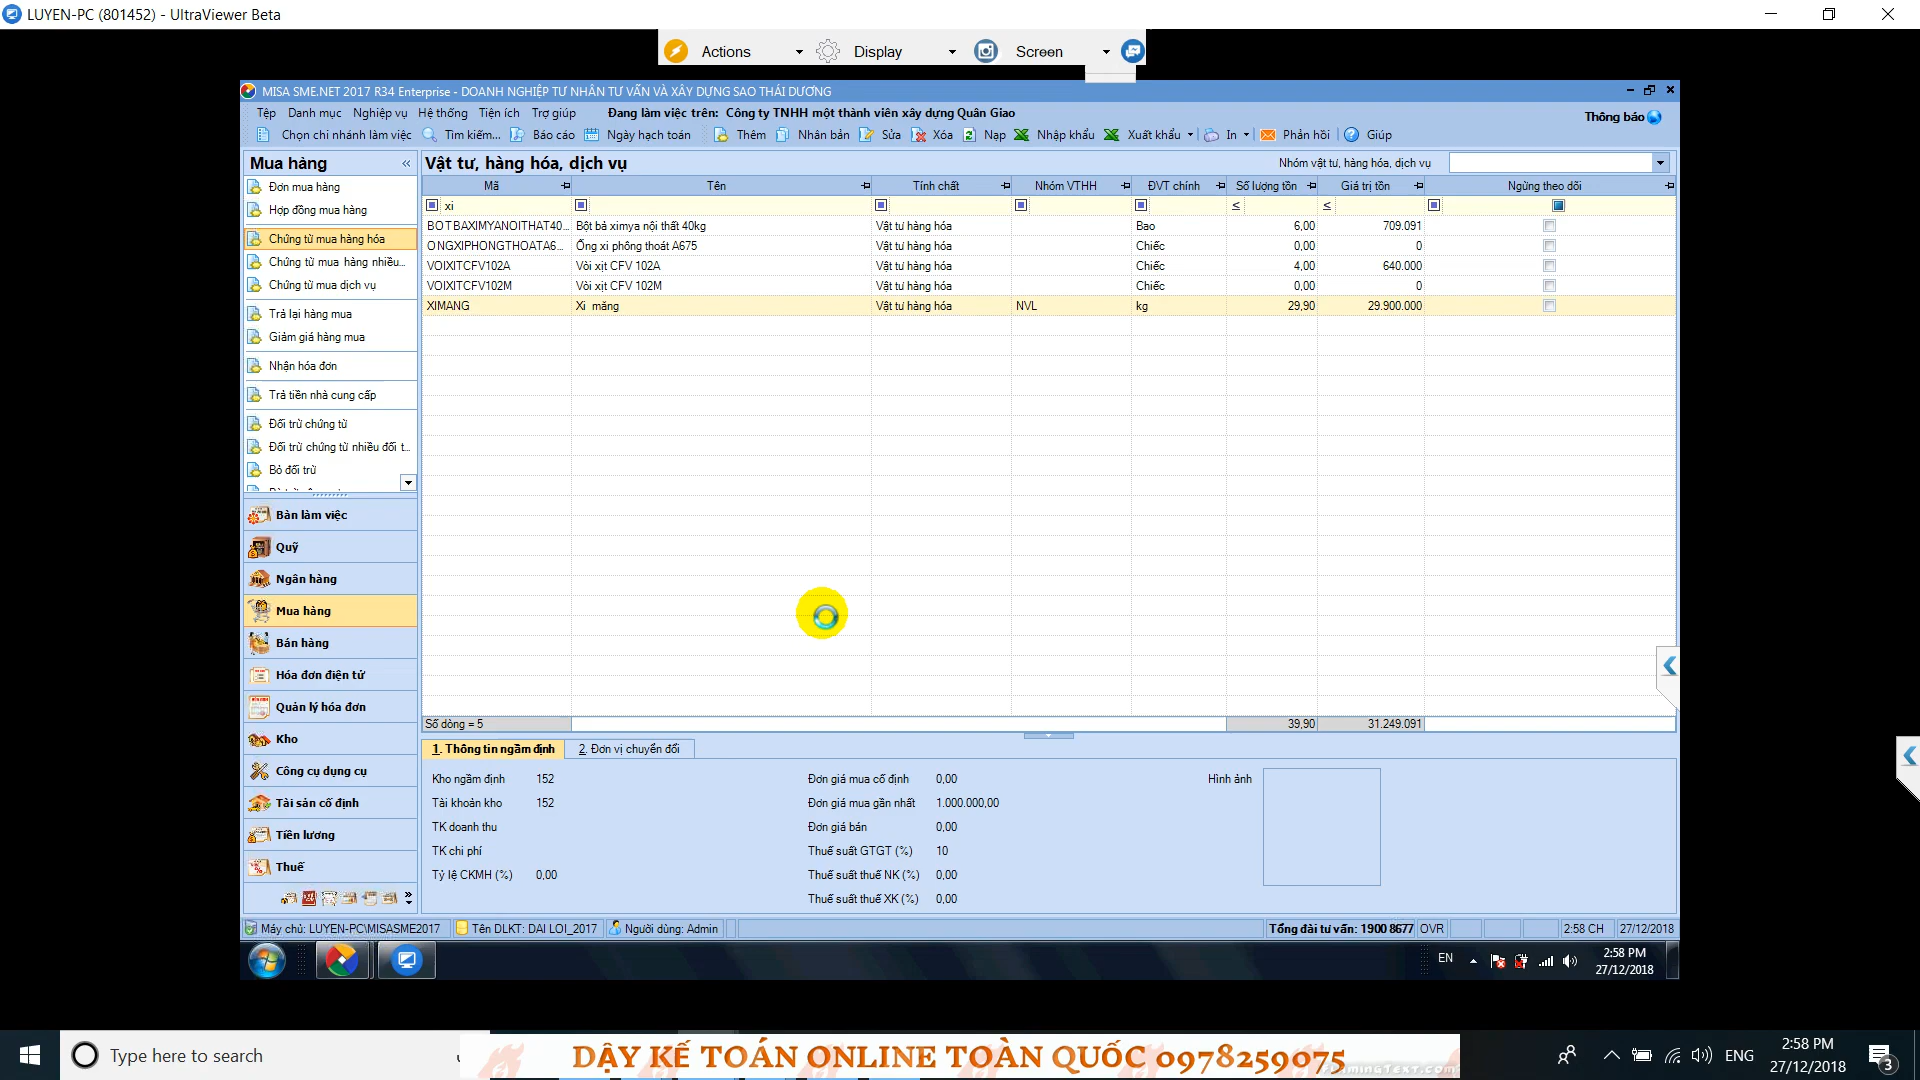 LUYEN-PC (801452) - UltraViewer Beta
Actions Display Screen
MISA SME.NET 2017 R34 Enterprise - DOANH NGHIỆP TƯ NHÂN TƯ VẤN VÀ XÂY DỰNG SAO THÁI DƯƠNG
Tệp Danh mục Nghiệp vụ Hệ thống Tiện ích Trợ giúp Đang làm việc trên: Công ty TNHH một thành viên xây dựng Quân Giao
Thông báo
Chọn chi nhánh làm việc Tìm kiếm... Báo cáo Ngày hạch toán Thêm Nhân bản Sửa Xóa Nạp Nhập khẩu Xuất khẩu In Phản hồi Giúp
Mua hàng «
Đơn mua hàng
Hợp đồng mua hàng
Chứng từ mua hàng hóa
Chứng từ mua hàng nhiều...
Chứng từ mua dịch vụ
Trả lại hàng mua
Giảm giá hàng mua
Nhận hóa đơn
Trả tiền nhà cung cấp
Đối trừ chứng từ
Đối trừ chứng từ nhiều đối t...
Bỏ đối trừ
Bàn làm việc
Quỹ
Ngân hàng
Mua hàng
Bán hàng
Hóa đơn điện tử
Quản lý hóa đơn
Kho
Công cụ dụng cụ
Tài sản cố định
Tiền lương
Thuế
Vật tư, hàng hóa, dịch vụ
Nhóm vật tư, hàng hóa, dịch vụ
Mã Tên Tính chất Nhóm VTHH ĐVT chính Số lượng tồn Giá trị tồn Ngừng theo dõi
xi ≤ ≤
BOTBAXIMYANOITHAT40... Bột bả ximya nội thất 40kg Vật tư hàng hóa Bao 6,00 709.091
ONGXIPHONGTHOATA6... Ống xi phông thoát A675 Vật tư hàng hóa Chiếc 0,00 0
VOIXITCFV102A Vòi xịt CFV 102A Vật tư hàng hóa Chiếc 4,00 640.000
VOIXITCFV102M Vòi xịt CFV 102M Vật tư hàng hóa Chiếc 0,00 0
XIMANG Xi măng Vật tư hàng hóa NVL kg 29,90 29.900.000
Số dòng = 5 39,90 31.249.091
1. Thông tin ngầm định 2. Đơn vị chuyển đổi
Kho ngầm định 152 Đơn giá mua cố định 0,00 Hình ảnh
Tài khoản kho 152 Đơn giá mua gần nhất 1.000.000,00
TK doanh thu Đơn giá bán 0,00
TK chi phí Thuế suất GTGT (%) 10
Tỷ lệ CKMH (%) 0,00 Thuế suất thuế NK (%) 0,00
Thuế suất thuế XK (%) 0,00
Máy chủ: LUYEN-PC\MISASME2017 Tên DLKT: DAI LOI_2017 Người dùng: Admin Tổng đài tư vấn: 1900 8677 OVR 2:58 CH 27/12/2018
EN 2:58 PM
27/12/2018
Type here to search
DẬY KẾ TOÁN ONLINE TOÀN QUỐC 0978259075
ENG 2:58 PM
27/12/2018
3